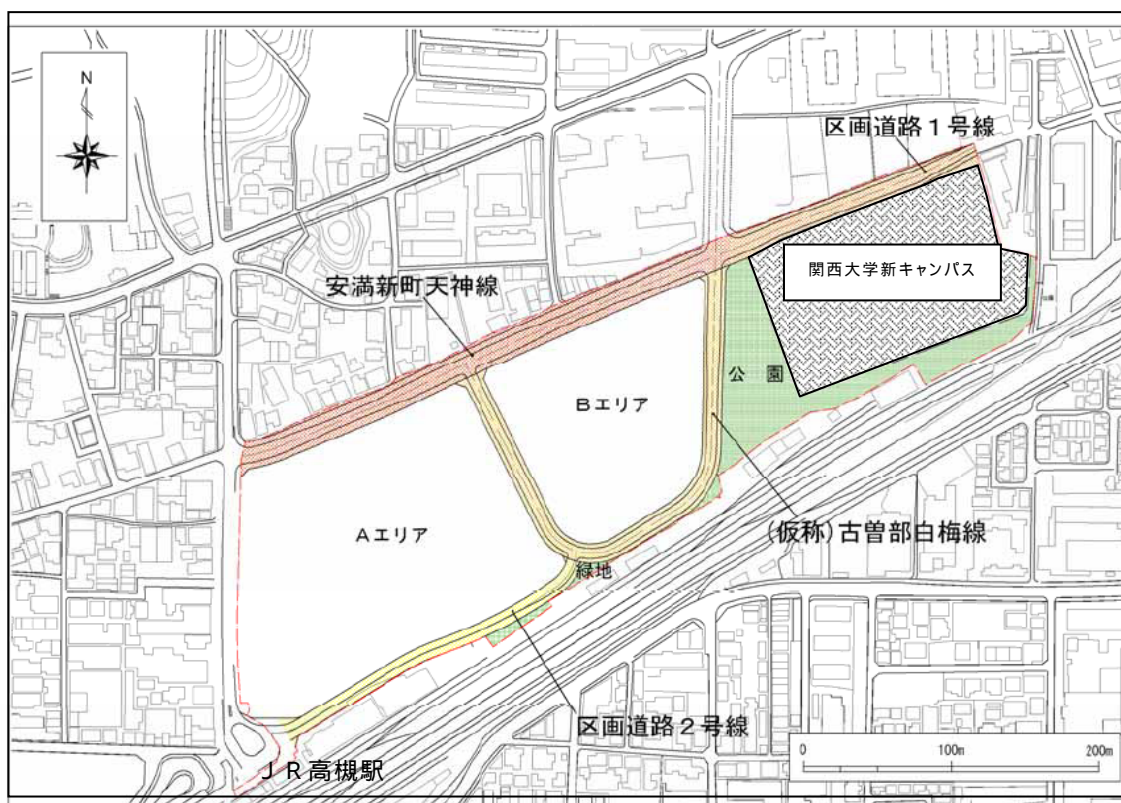 N
区画道路1号線
関西大学新キャンパス
安満新町天神線
公 園
Bエリア
(仮称)古曽部白梅線
Aエリア
緑地
区画道路2号線
JR高槻駅
0 100m 200m